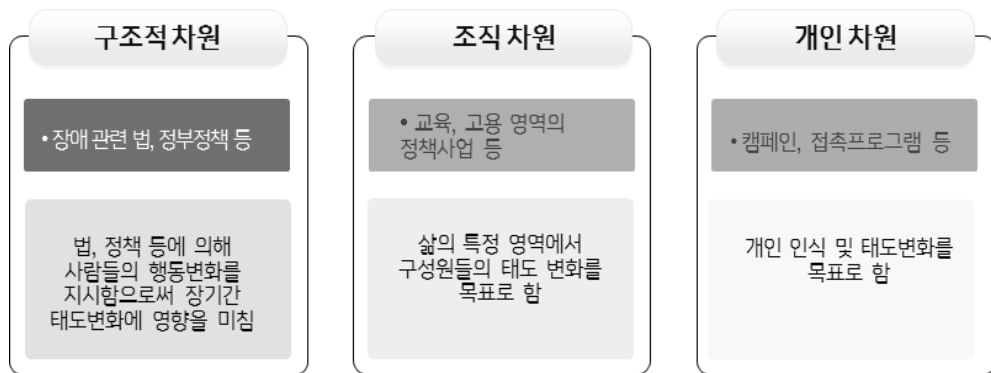 구조적 차원
• 장애 관련 법, 정부정책 등
법, 정책 등에 의해
사람들의 행동변화를
지시함으로써 장기간
태도변화에 영향을 미침
조직 차원
• 교육, 고용 영역의
정책사업 등
삶의 특정 영역에서
구성원들의 태도 변화를
목표로 함
개인 차원
• 캠페인, 접촉프로그램 등
개인 인식 및 태도변화를
목표로 함